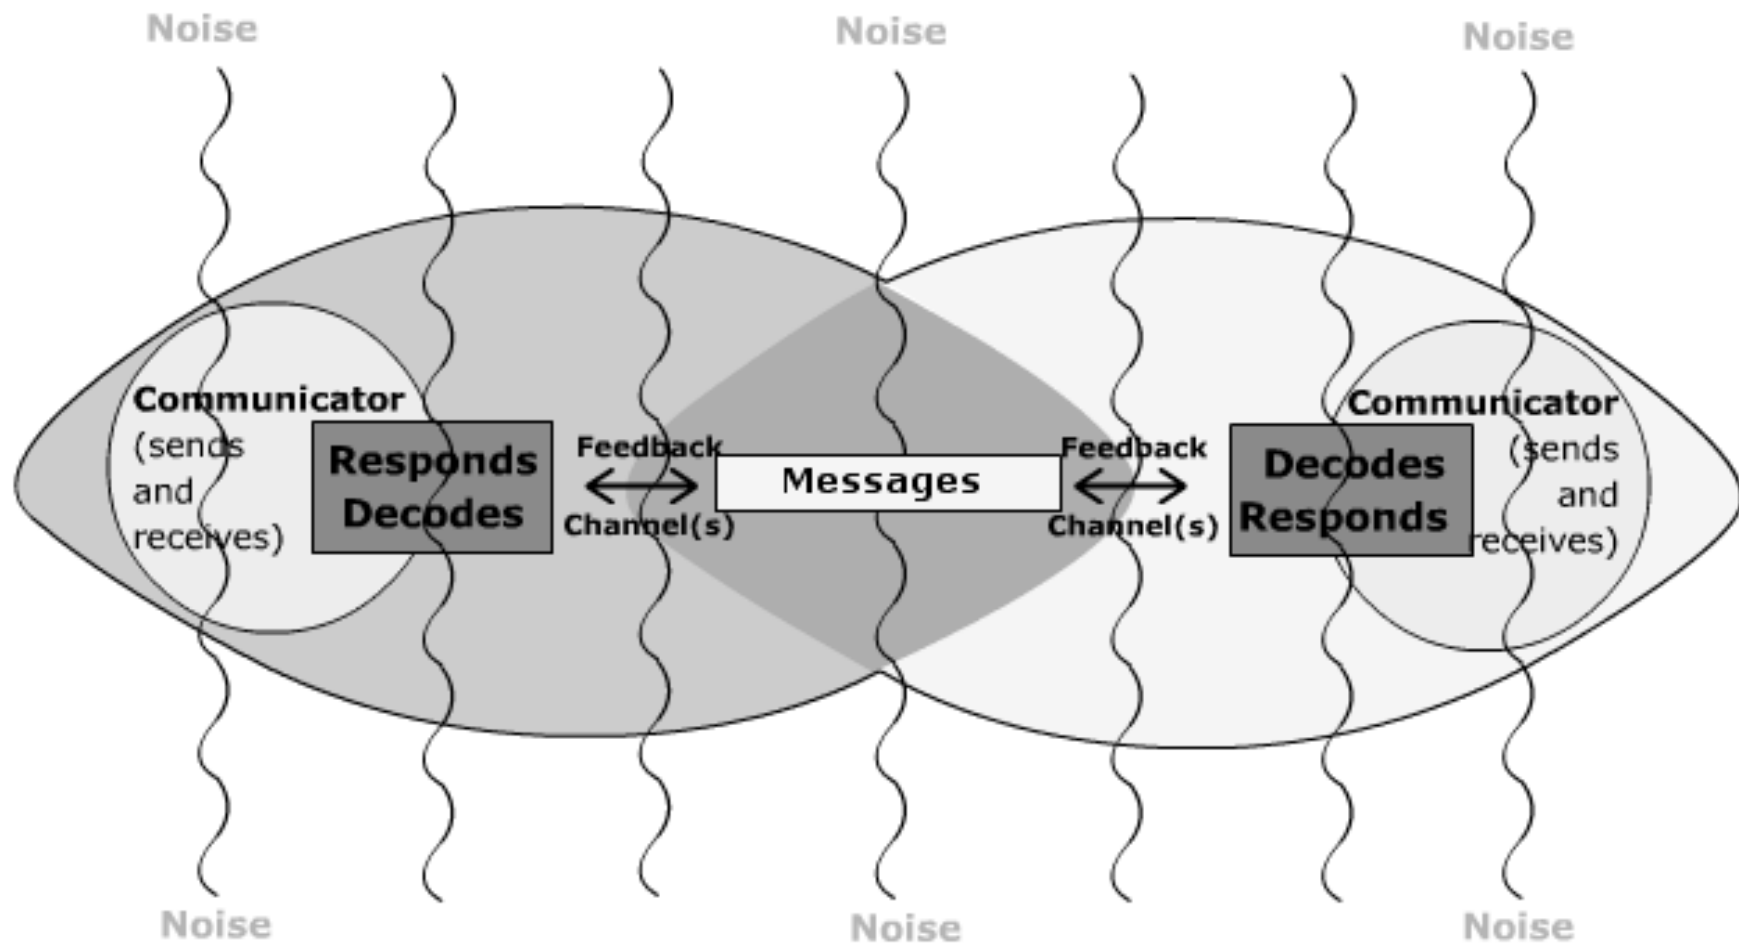 Noise
Noise
Noise
Communicator
(sends
and
receives)
Responds
Decodes
Feedback
Channel(s)
Messages
Feedback
Channel(s)
Decodes
Responds
Communicator
(sends
and
receives)
Noise
Noise
Noise